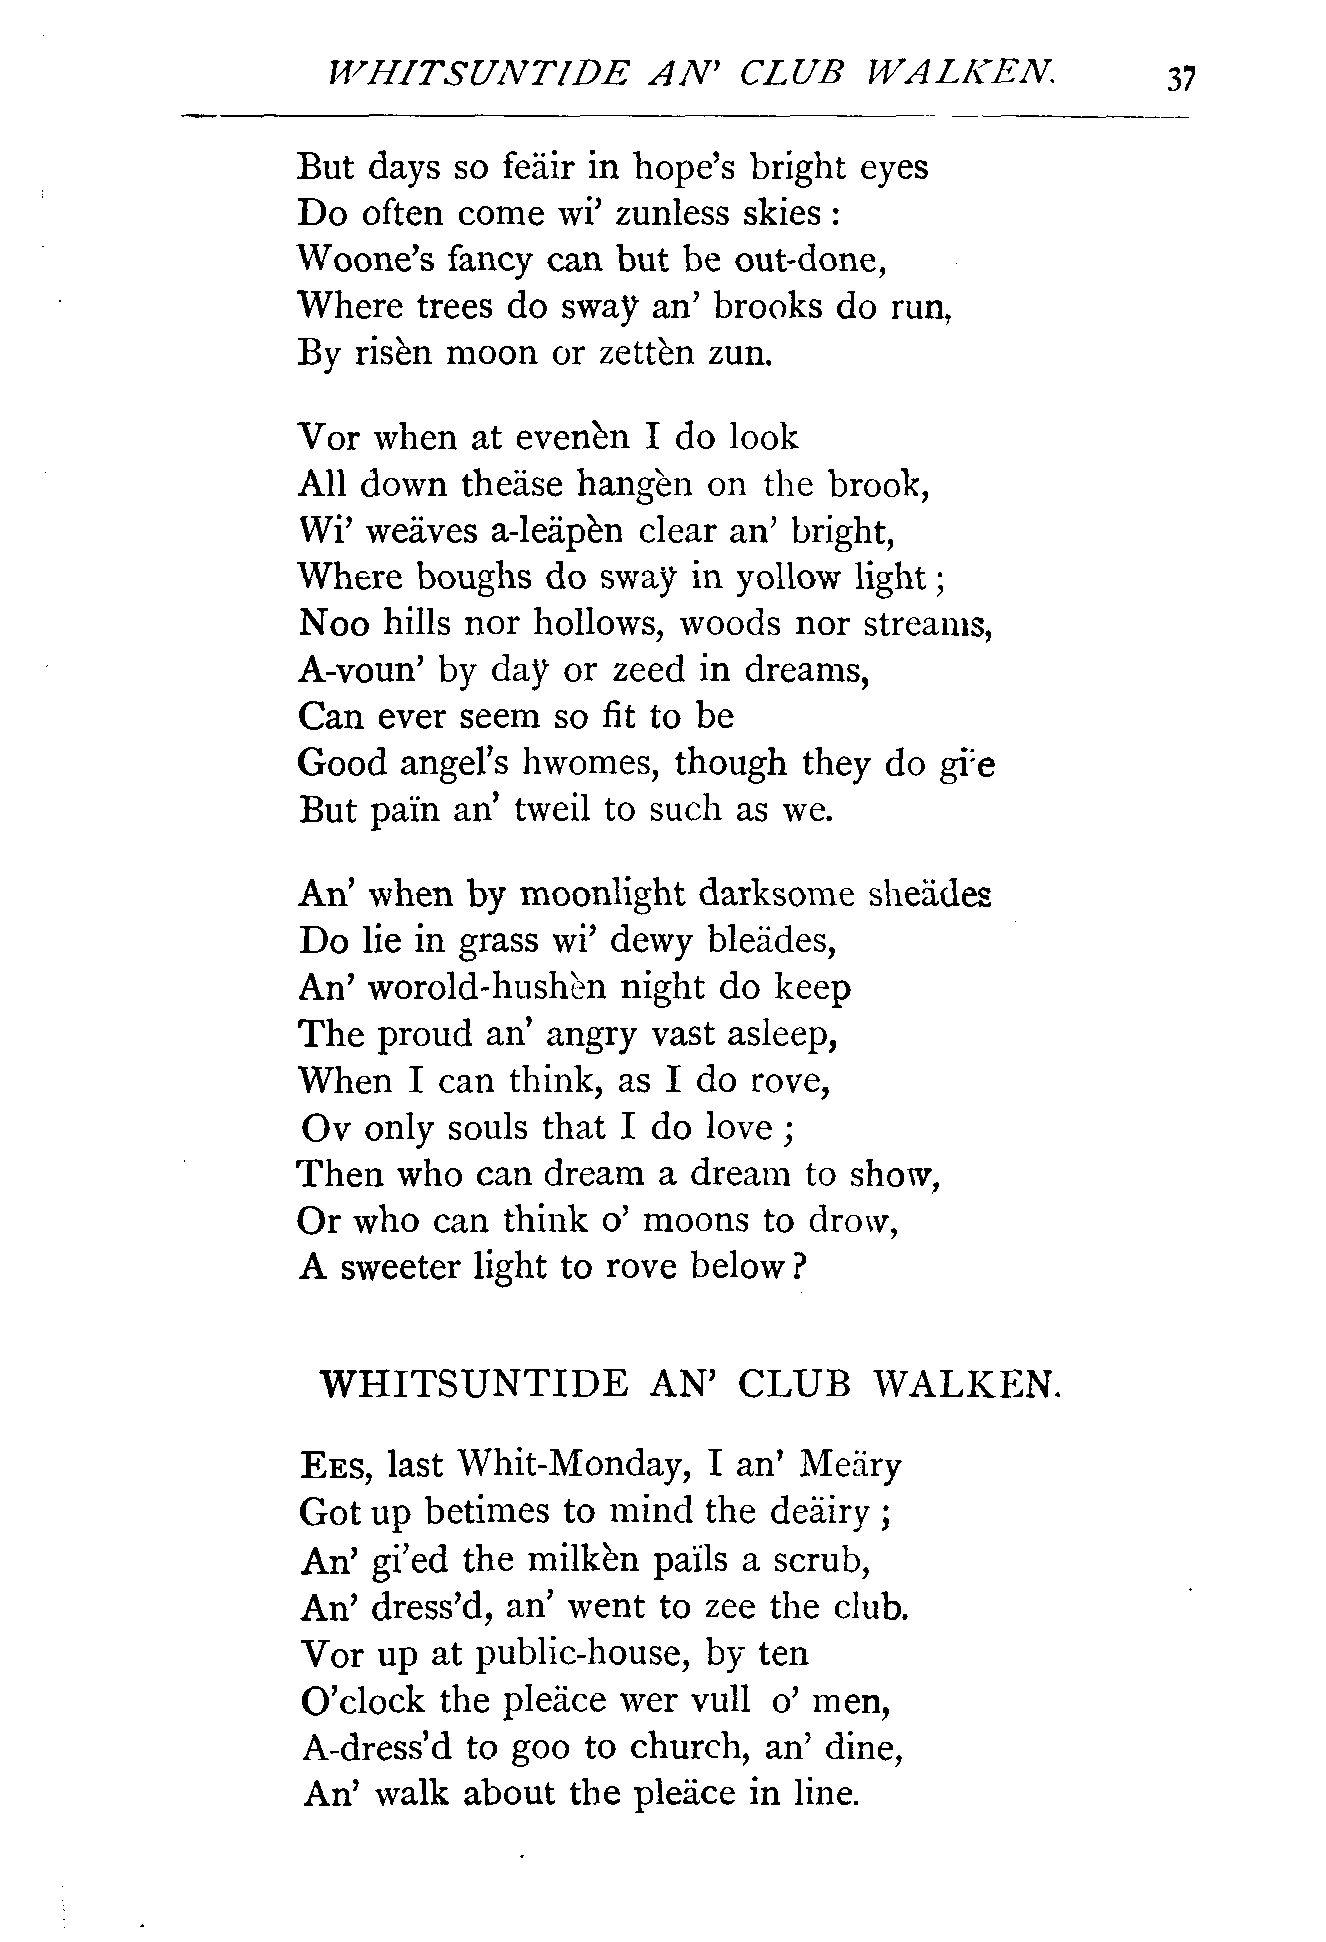 WHITSUNTIDE AN' CLUB WALKEN. 37
But days so feäir in hope's bright eyes
Do often come wi' zunless skies :
Woone's fancy can but be out-done,
Where trees do swaÿ an' brooks do run,
By risèn moon or zettèn zun.
Vor when at evenèn I do look
All down theäse hangèn on the brook,
Wi' weäves a-leäpèn clear an' bright,
Where boughs do swaÿ in yollow light ;
Noo hills nor hollows, woods nor streams,
A-voun' by daÿ or zeed in dreams,
Can ever seem so fit to be
Good angel's hwomes, though they do gi'e
But païn an' tweil to such as we.
An' when by moonlight darksome sheädes
Do lie in grass wi' dewy bleädes,
An' worold-hushèn night do keep
The proud an' angry vast asleep,
When I can think, as I do rove,
Ov only souls that I do love ;
Then who can dream a dream to show,
Or who can think o' moons to drow,
A sweeter light to rove below ?
WHITSUNTIDE AN' CLUB WALKEN.
EES, last Whit-Monday, I an' Meäry
Got up betimes to mind the deäiry ;
An' gi'ed the milkèn païls a scrub,
An' dress'd, an' went to zee the club.
Vor up at public-house, by ten
O'clock the pleäce wer vull o' men,
A-dress'd to goo to church, an' dine,
An' walk about the pleäce in line.